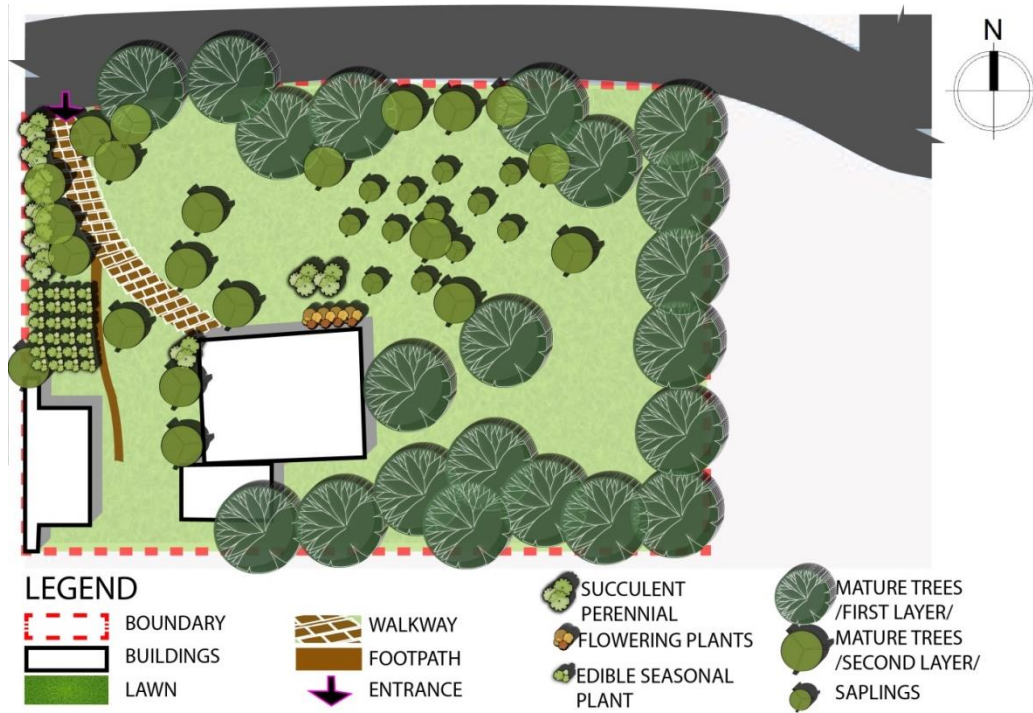 N
LEGEND
BOUNDARY
BUILDINGS
LAWN
WALKWAY
FOOTPATH
ENTRANCE
SUCCULENT
PERENNIAL
FLOWERING PLANTS
EDIBLE SEASONAL
PLANT
MATURE TREES
/FIRST LAYER/
MATURE TREES
/SECOND LAYER/
SAPLINGS